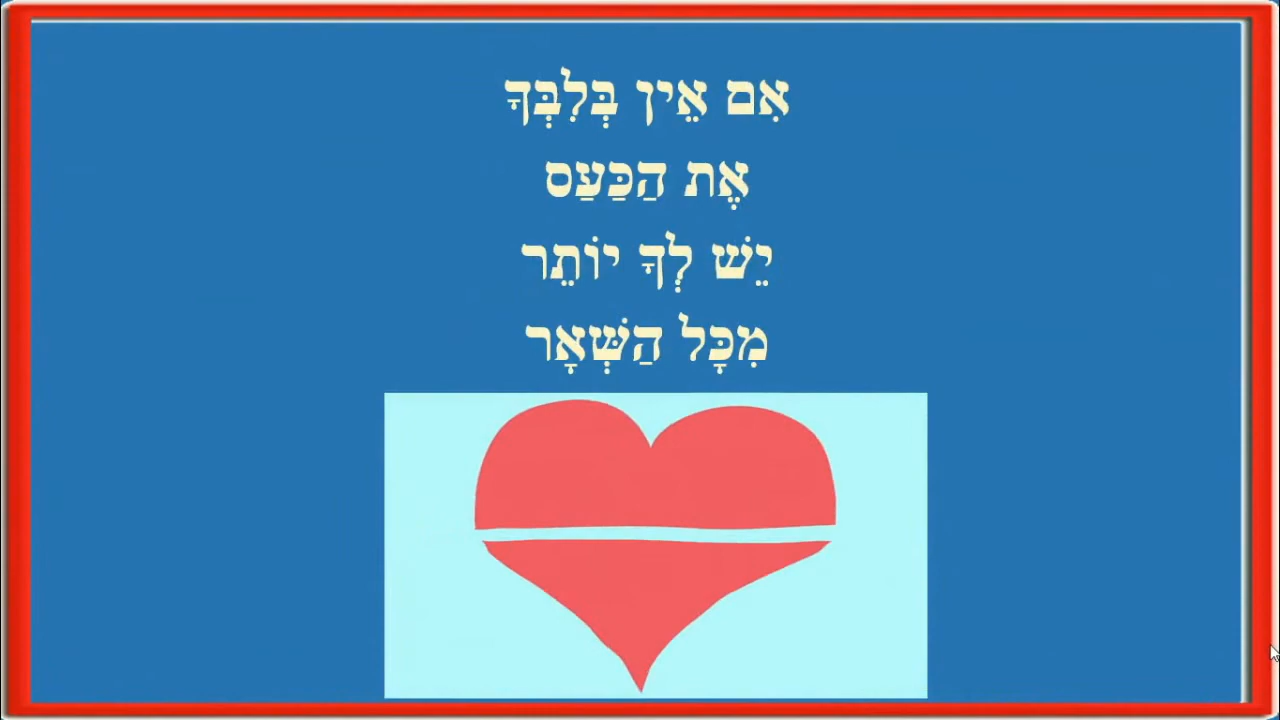 אִם אֵין בְּלִבְּךָ
אֶת הַכַּעַס
יֵשׁ לְךָ יוֹתֵר
מִכָּל הַשְּׁאָר